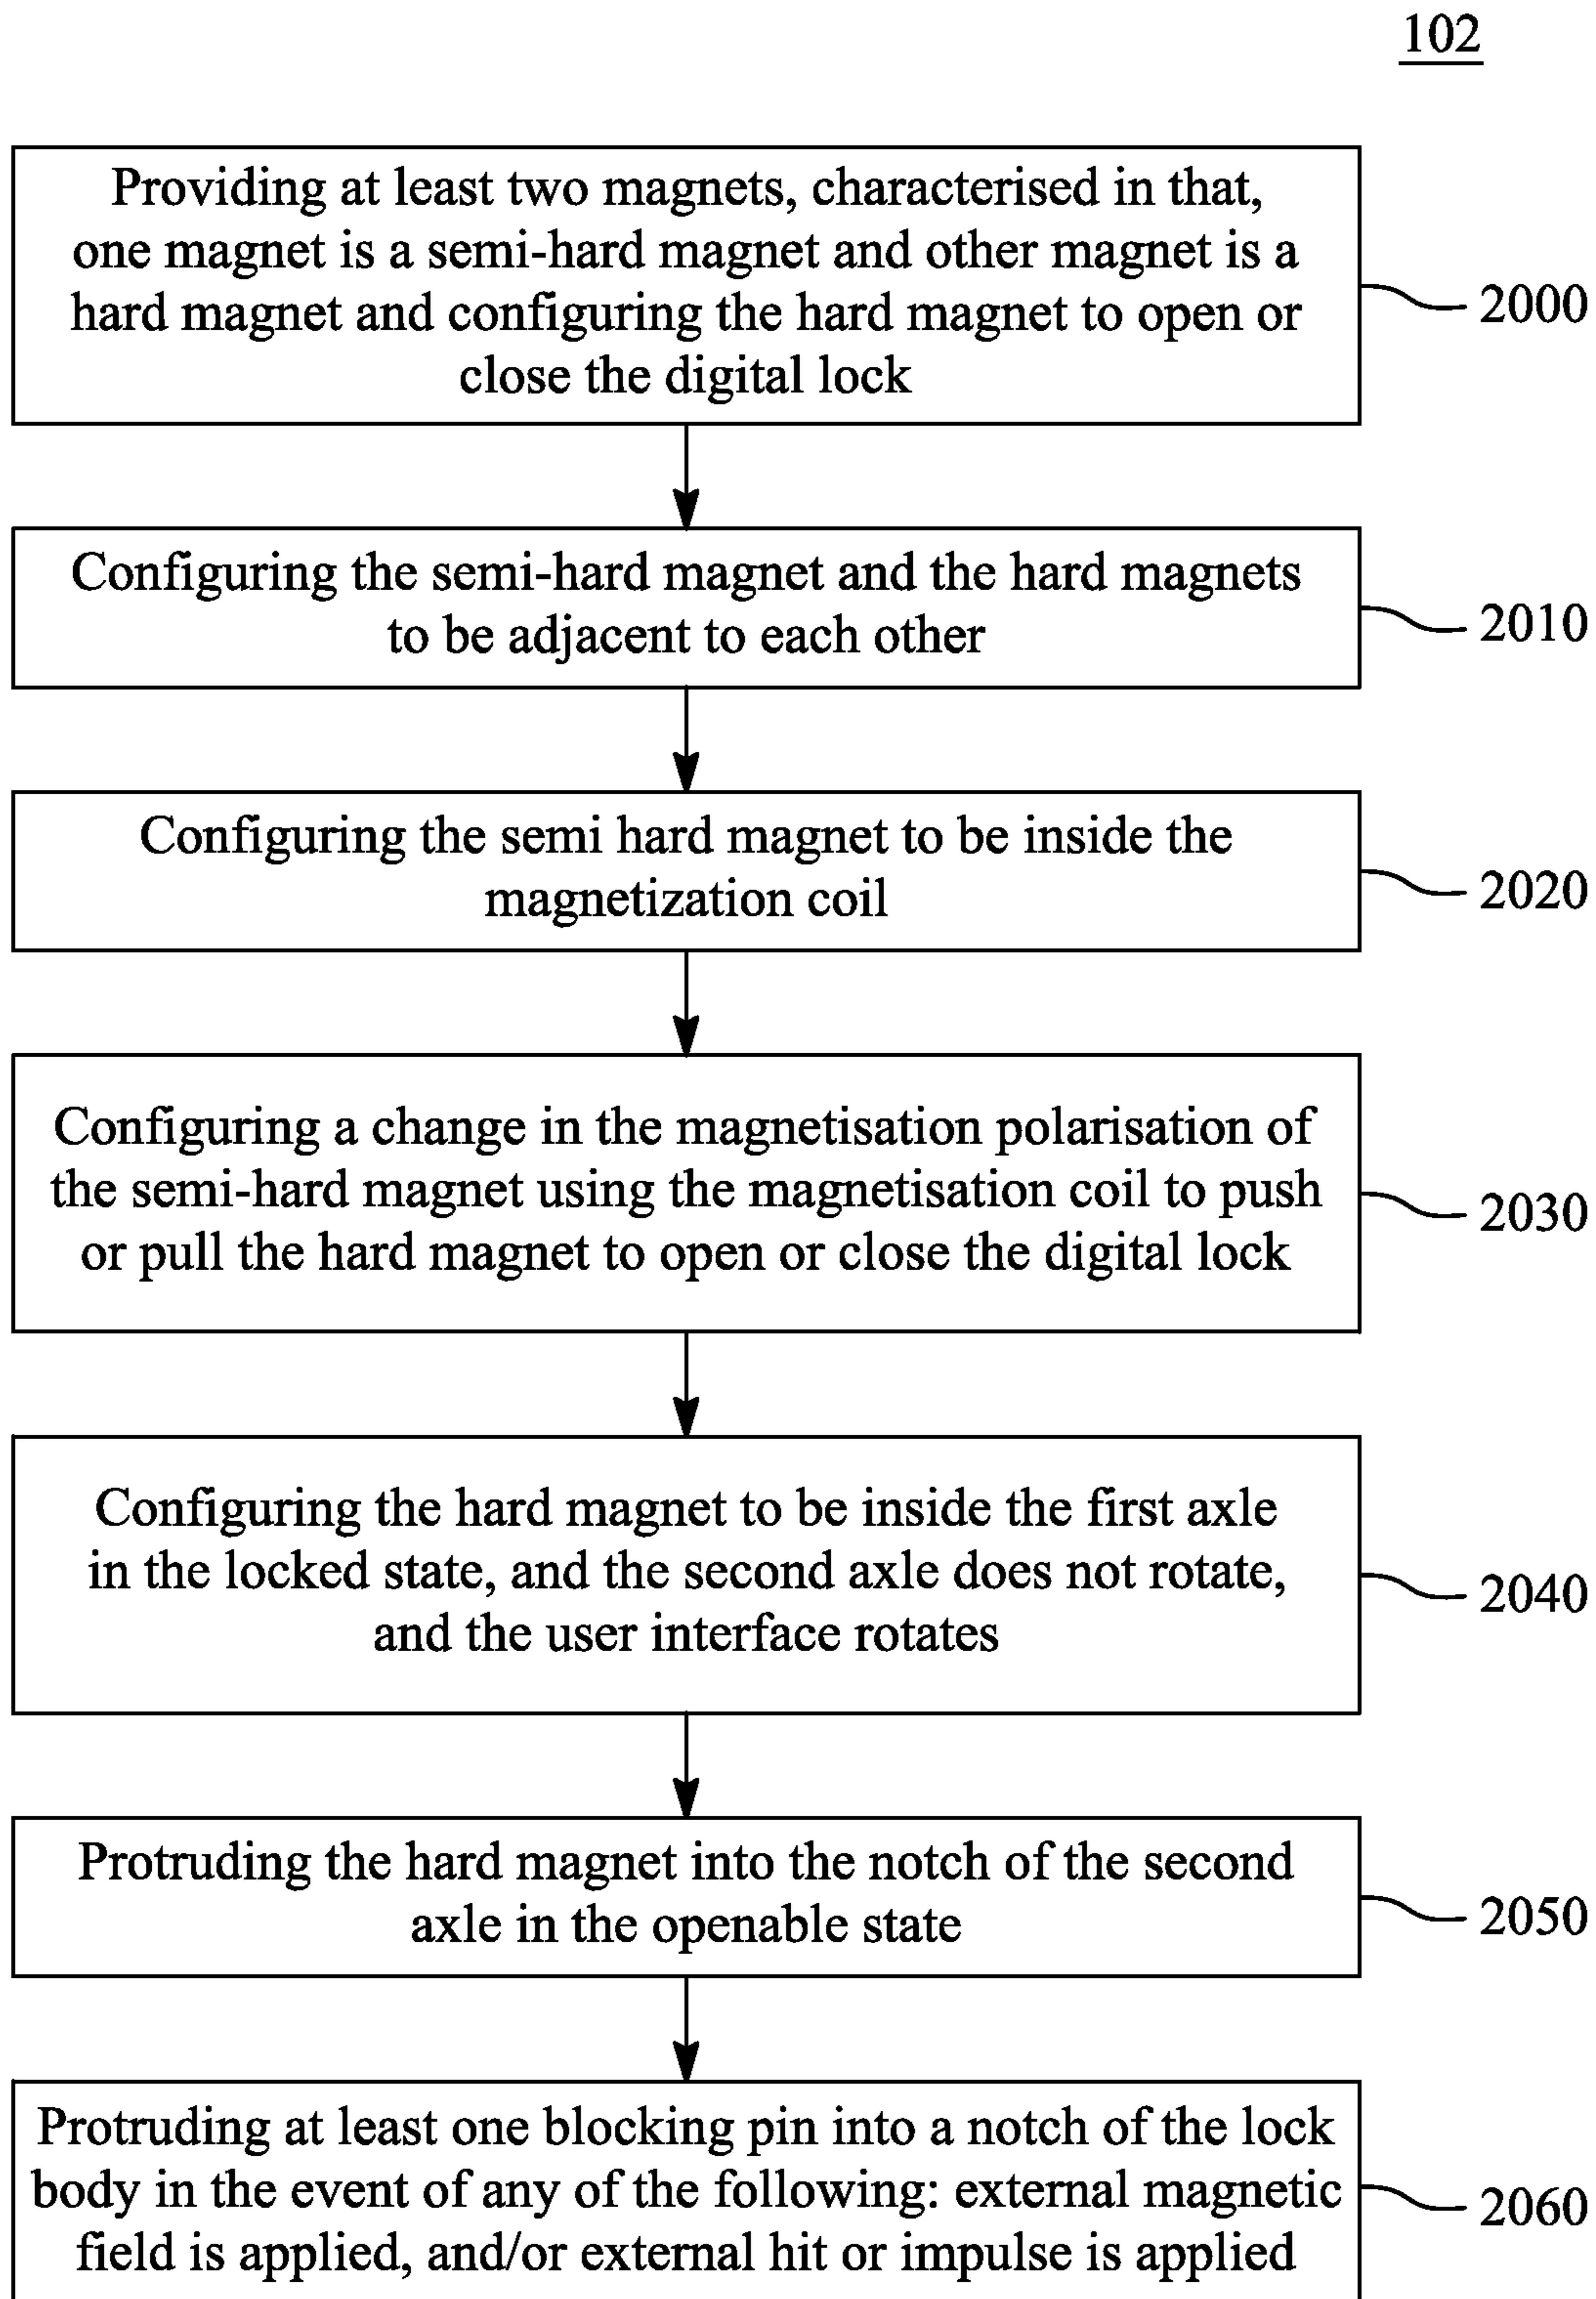 102
Providing at least two magnets, characterised in that,
one magnet is a semi-hard magnet and other magnet is a
hard magnet and configuring the hard magnet to open or
close the digital lock
2000
Configuring the semi-hard magnet and the hard magnets
to be adjacent to each other
2010
Configuring the semi hard magnet to be inside the
magnetization coil
2020
Configuring a change in the magnetisation polarisation of
the semi-hard magnet using the magnetisation coil to push
or pull the hard magnet to open or close the digital lock
2030
Configuring the hard magnet to be inside the first axle
in the locked state, and the second axle does not rotate,
and the user interface rotates
2040
Protruding the hard magnet into the notch of the second
axle in the openable state
2050
Protruding at least one blocking pin into a notch of the lock
body in the event of any of the following: external magnetic
field is applied, and/or external hit or impulse is applied
2060